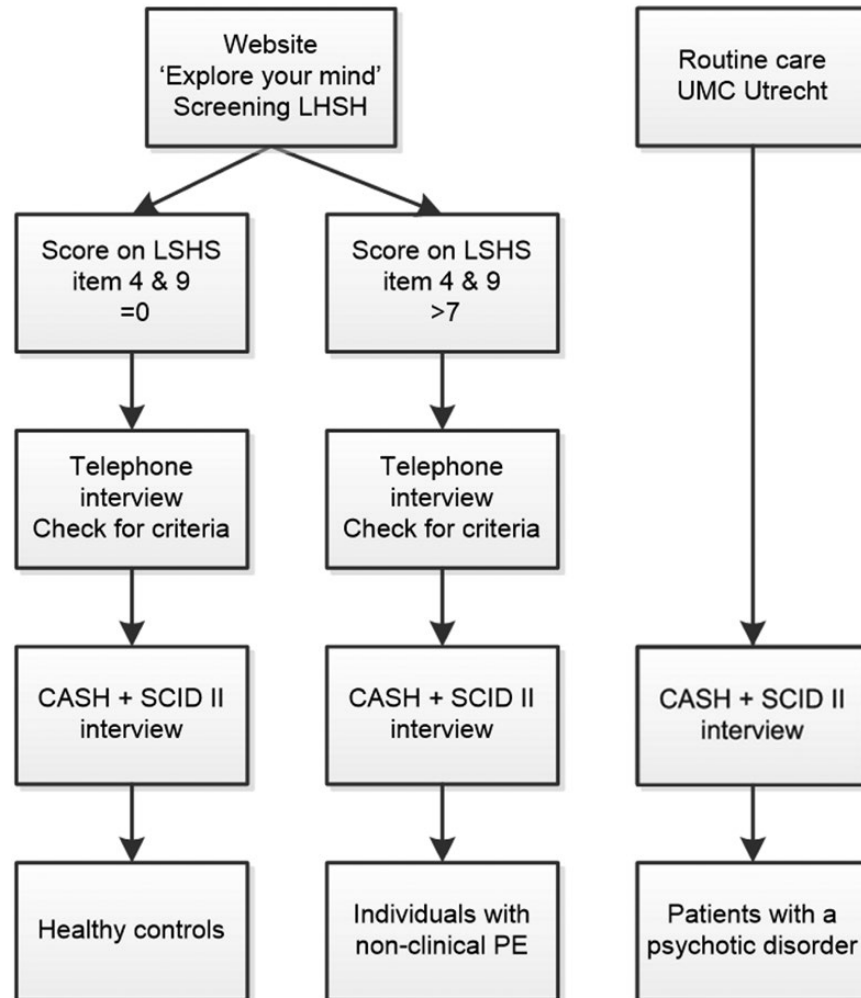 Website
‘Explore your mind’
Screening LHSH
Routine care
UMC Utrecht
Score on LSHS
item 4 & 9
=0
Score on LSHS
item 4 & 9
>7
Telephone
interview
Check for criteria
Telephone
interview
Check for criteria
CASH + SCID II
interview
CASH + SCID II
interview
CASH + SCID II
interview
Healthy controls
Individuals with
non-clinical PE
Patients with a
psychotic disorder